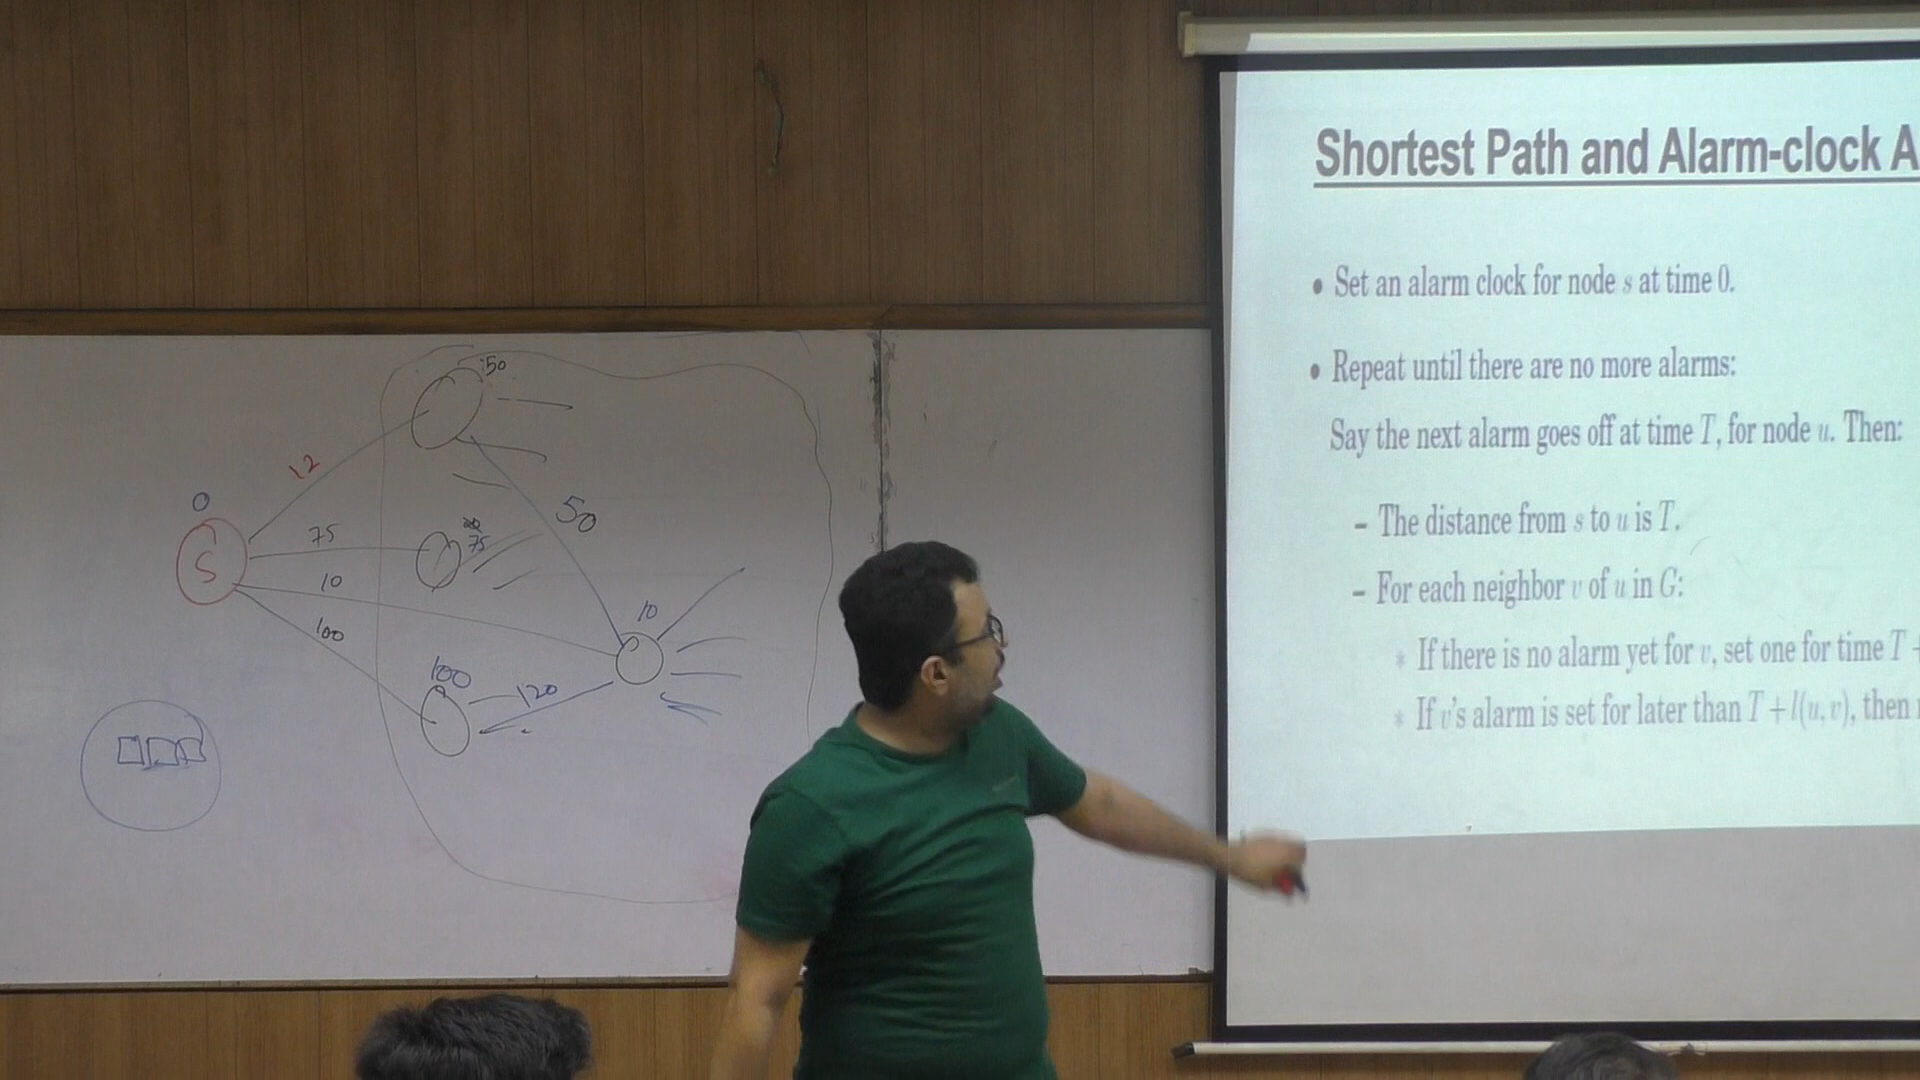 Shortest Path and Alarm-clock A
• Set an alarm clock for node s at time 0.
• Repeat until there are no more alarms:
Say the next alarm goes off at time T, for node u. Then:
– The distance from s to u is T.
– For each neighbor v of u in G:
* If there is no alarm yet for v, set one for time T
* If v's alarm is set for later than T + l(u, v), then
50
12
0
S
75
75
50
10
10
100
100
120